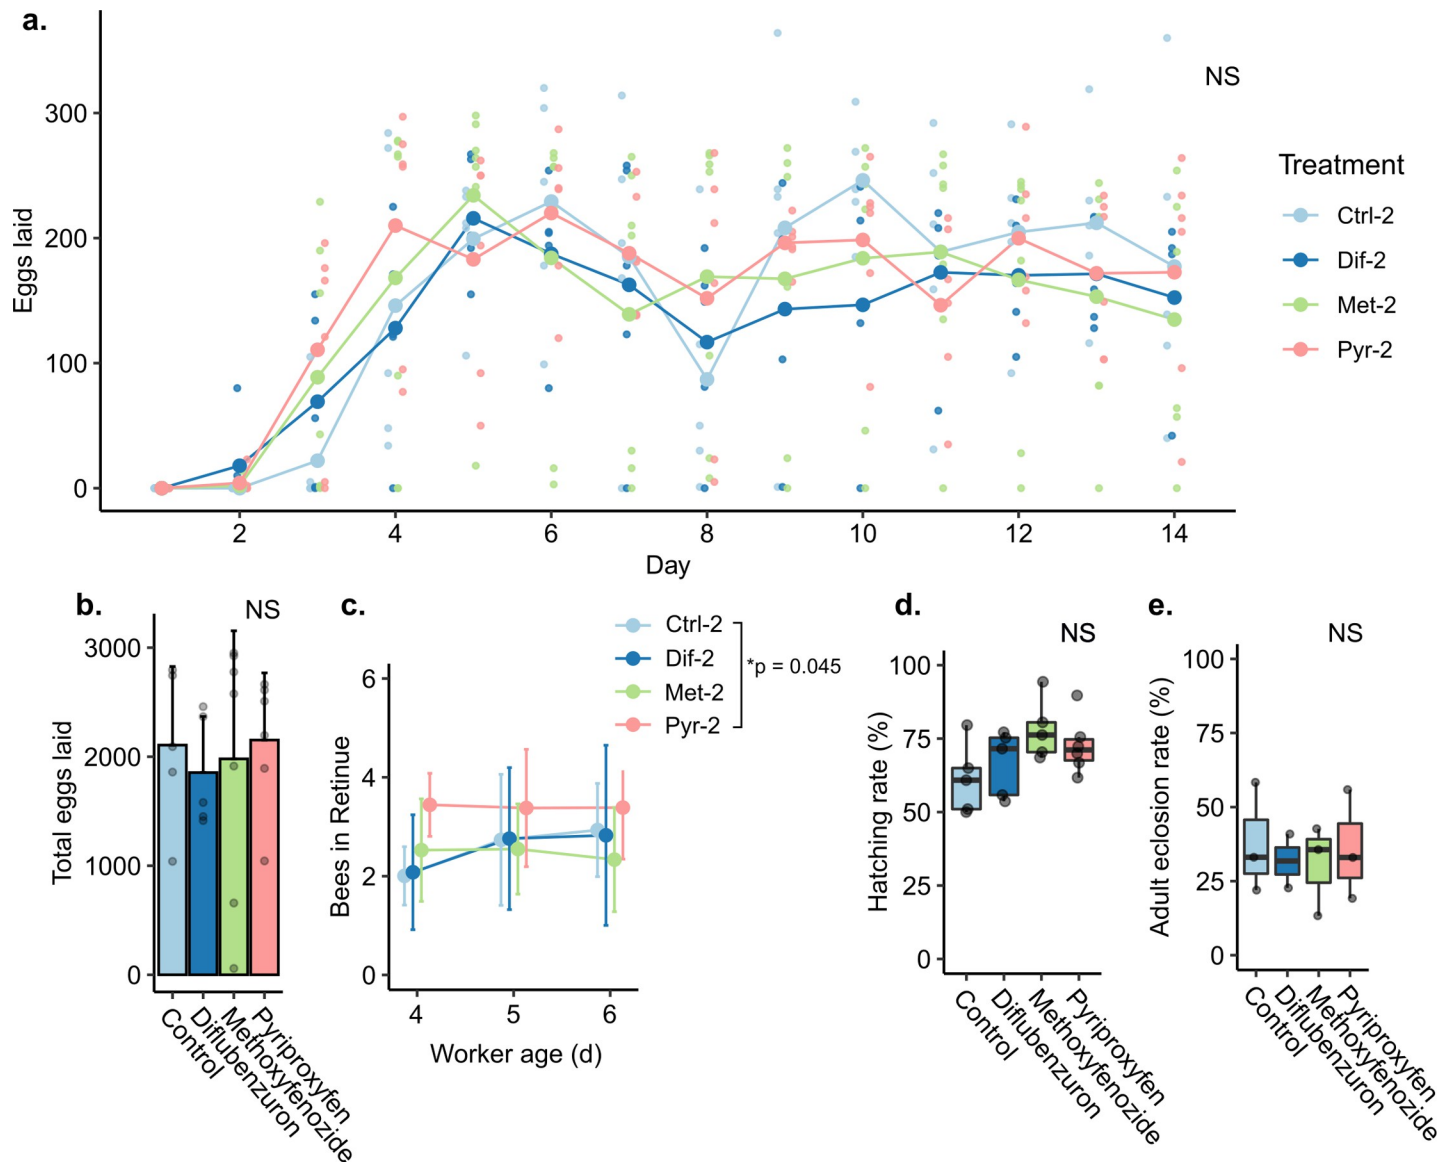 a.
NS
Eggs laid
300
200
100
0
2
4
6
8
10
12
14
Day
Treatment
Ctrl-2
Dif-2
Met-2
Pyr-2
b.
NS
Total eggs laid
3000
2000
1000
0
Control
Diflubenzuron
Methoxyfenozide
Pyriproxyfen
c.
Ctrl-2
Dif-2
Met-2
Pyr-2
*p = 0.045
Bees in Retinue
6
4
2
0
4
5
6
Worker age (d)
d.
NS
Hatching rate (%)
100
75
50
25
0
Control
Diflubenzuron
Methoxyfenozide
Pyriproxyfen
e.
NS
Adult eclosion rate (%)
100
75
50
25
0
Control
Diflubenzuron
Methoxyfenozide
Pyriproxyfen